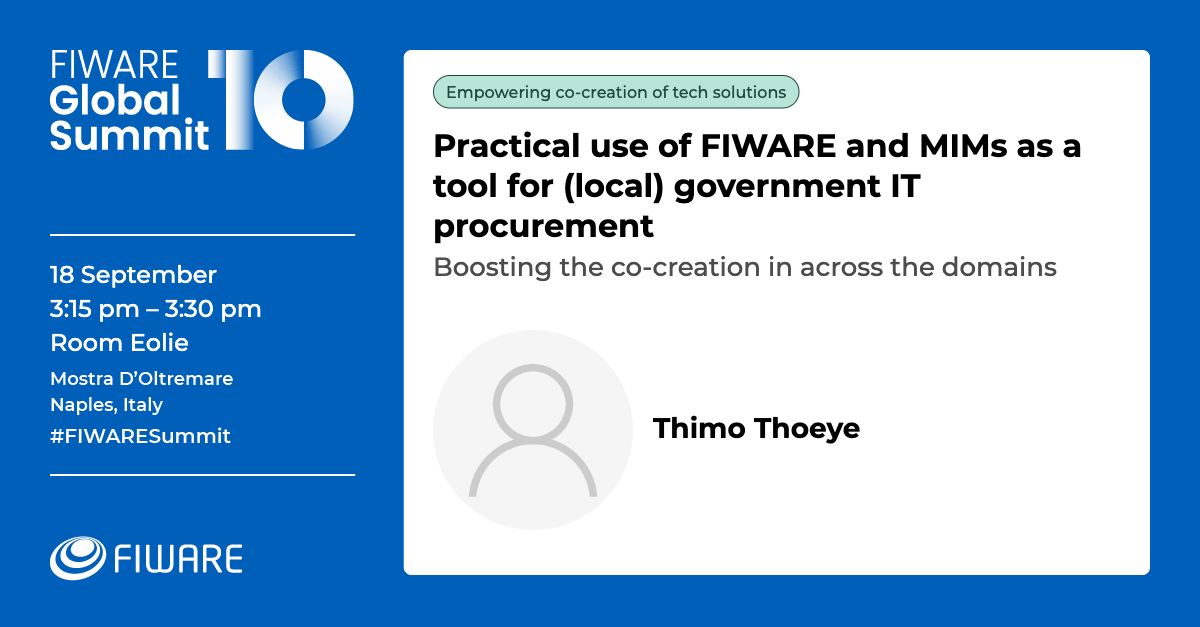 FIWARE
Global
Summit
10
18 September
3:15 pm – 3:30 pm
Room Eolie
Mostra D’Oltremare
Naples, Italy
#FIWARESummit
FIWARE
Empowering co-creation of tech solutions
Practical use of FIWARE and MIMs as a
tool for (local) government IT
procurement
Boosting the co-creation in across the domains
Thimo Thoeye